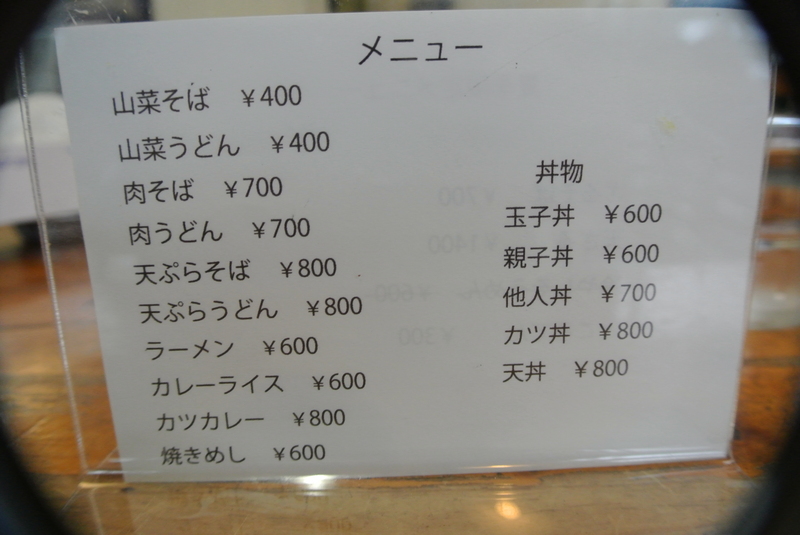 メニュー
山菜そば ￥400
山菜うどん ￥400
肉そば ￥700
肉うどん ￥700
天ぷらそば ￥800
天ぷらうどん ￥800
ラーメン ￥600
カレーライス ￥600
カツカレー ￥800
焼きめし ￥600
丼物
玉子丼 ￥600
親子丼 ￥600
他人丼 ￥700
カツ丼 ￥800
天丼 ￥800